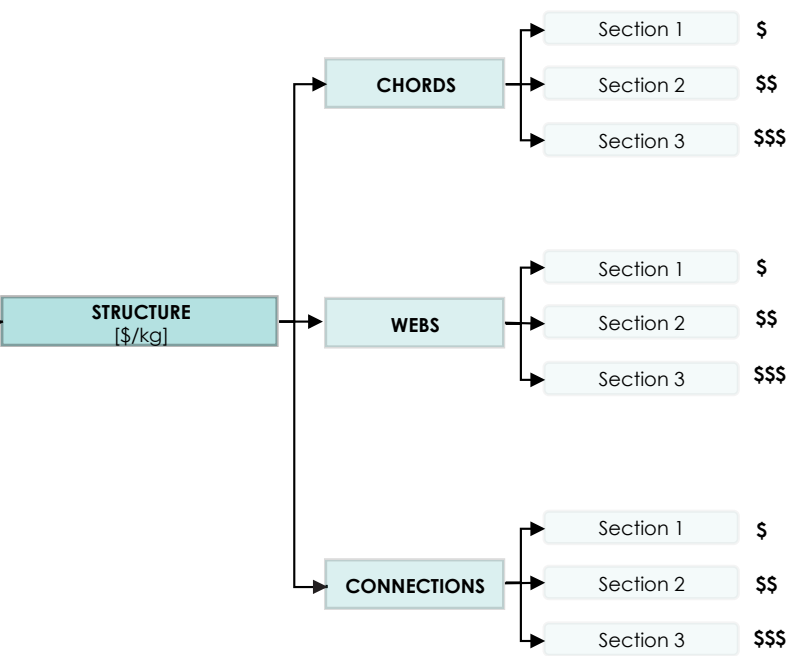 Section 1 $
CHORDS Section 2 $$
Section 3 $$$
STRUCTURE
[$/kg]
Section 1 $
WEBS Section 2 $$
Section 3 $$$
Section 1 $
CONNECTIONS Section 2 $$
Section 3 $$$